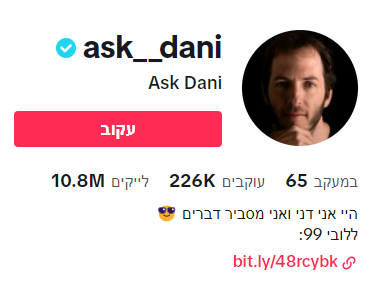 ask__dani
Ask Dani
עקוב
65 במעקב 226K עוקבים 10.8M לייקים
היי אני דני ואני מסביר דברים 😎
ללובי 99:
bit.ly/48rcybk